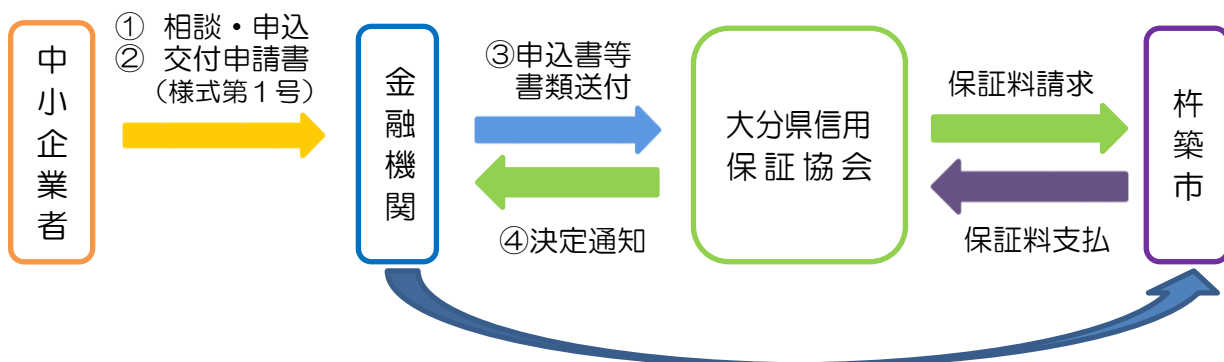 中小企業者
① 相談・申込
② 交付申請書
（様式第１号）
金融機関
③申込書等
書類送付
④決定通知
大分県信用
保証協会
保証料請求
保証料支払
杵築市